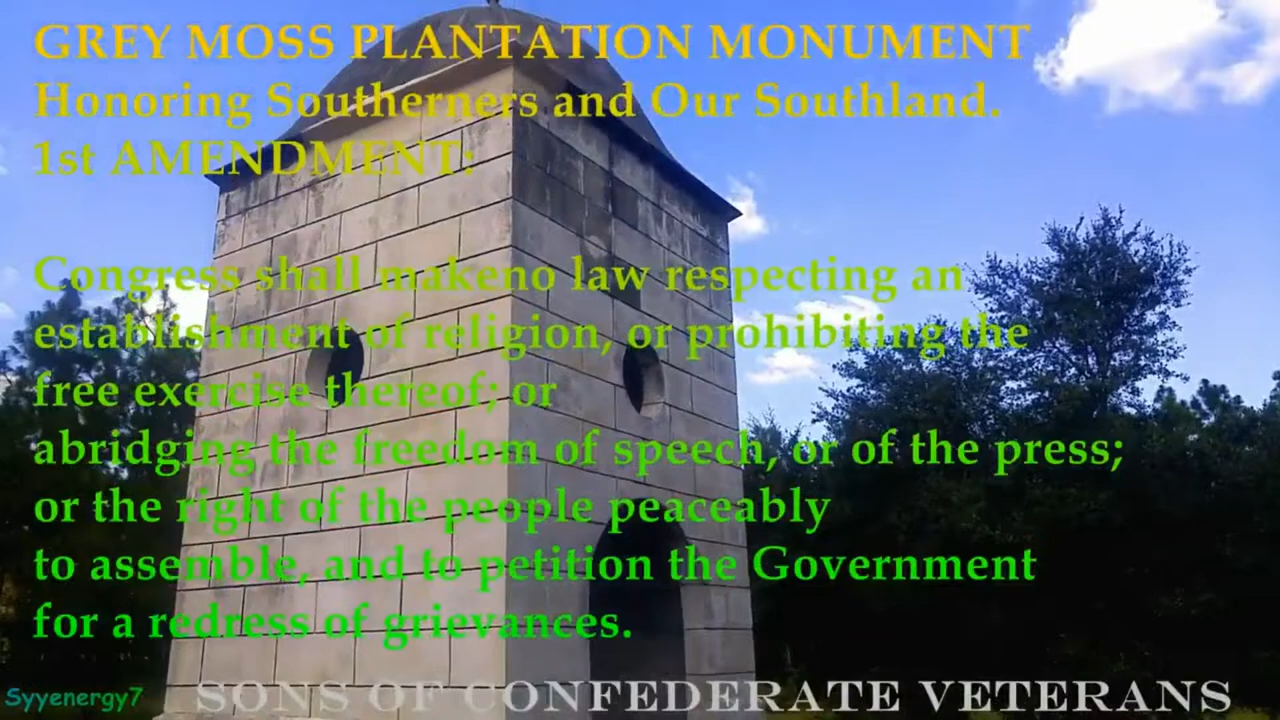 GREY MOSS PLANTATION MONUMENT
Honoring Southerners and Our Southland.
1st AMENDMENT:
Congress shall makeno law respecting an
establishment of religion, or prohibiting the
free exercise thereof; or
abridging the freedom of speech, or of the press;
or the right of the people peaceably
to assemble, and to petition the Government
for a redress of grievances.
Syyenergy7
SONS OF CONFEDERATE VETERANS